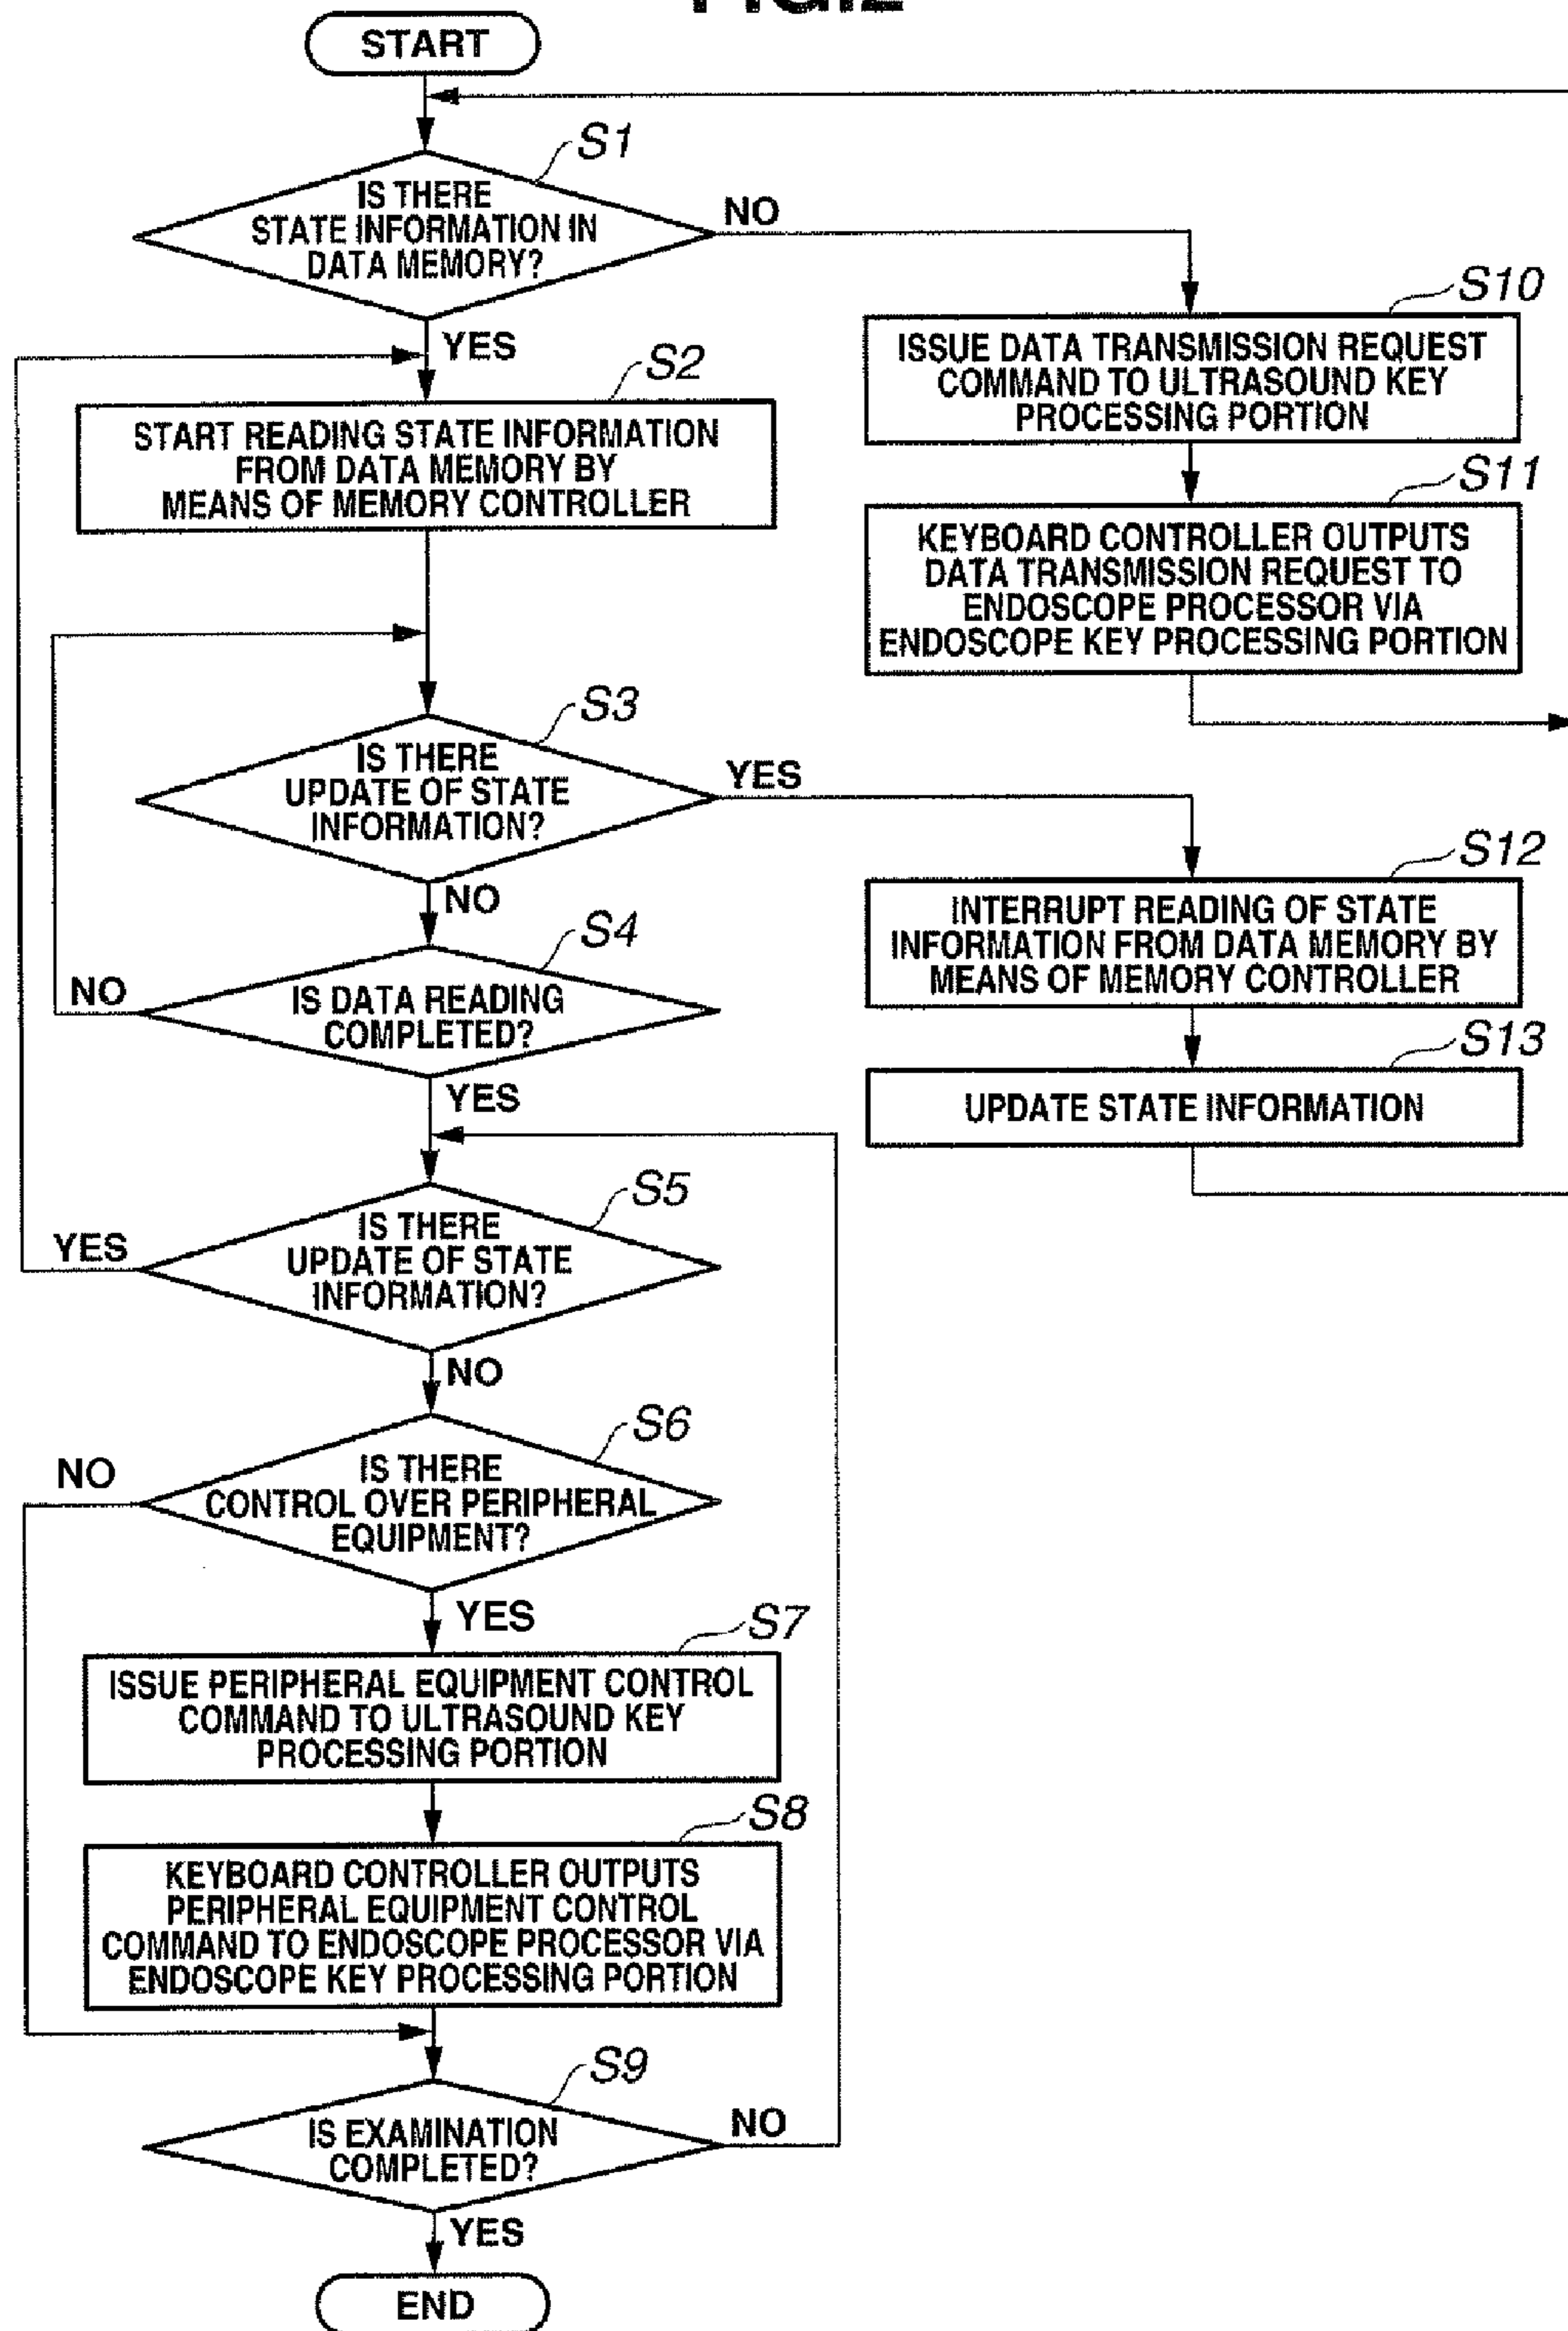 START
S1
IS THERE
STATE INFORMATION IN
DATA MEMORY?
NO
YES
S10
ISSUE DATA TRANSMISSION REQUEST
COMMAND TO ULTRASOUND KEY
PROCESSING PORTION
S2
START READING STATE INFORMATION
FROM DATA MEMORY BY
MEANS OF MEMORY CONTROLLER
S11
KEYBOARD CONTROLLER OUTPUTS
DATA TRANSMISSION REQUEST TO
ENDOSCOPE PROCESSOR VIA
ENDOSCOPE KEY PROCESSING PORTION
S3
IS THERE
UPDATE OF STATE
INFORMATION?
YES
NO
S12
INTERRUPT READING OF STATE
INFORMATION FROM DATA MEMORY BY
MEANS OF MEMORY CONTROLLER
S4
NO
IS DATA READING
COMPLETED?
YES
S13
UPDATE STATE INFORMATION
S5
IS THERE
UPDATE OF STATE
INFORMATION?
YES
NO
S6
NO
IS THERE
CONTROL OVER PERIPHERAL
EQUIPMENT?
YES
S7
ISSUE PERIPHERAL EQUIPMENT CONTROL
COMMAND TO ULTRASOUND KEY
PROCESSING PORTION
S8
KEYBOARD CONTROLLER OUTPUTS
PERIPHERAL EQUIPMENT CONTROL
COMMAND TO ENDOSCOPE PROCESSOR VIA
ENDOSCOPE KEY PROCESSING PORTION
S9
IS EXAMINATION
COMPLETED?
NO
YES
END